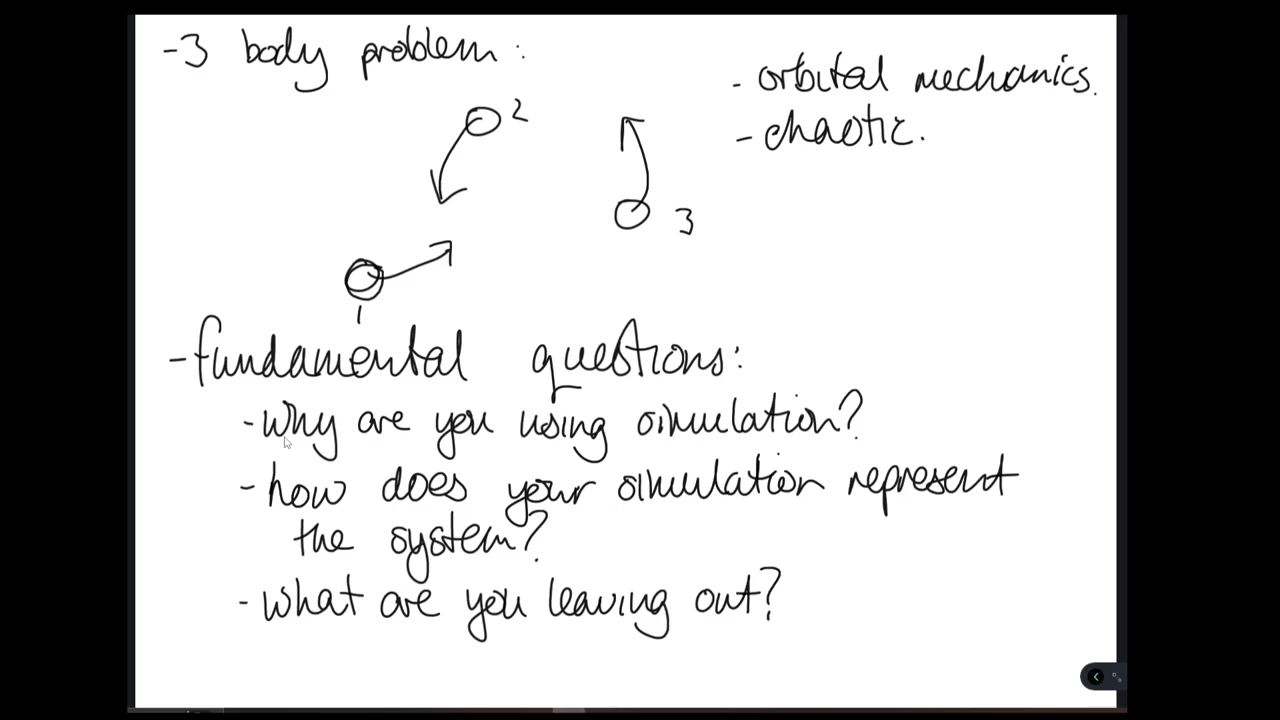 -3 body problem:
- orbital mechanics.
- chaotic.
2
3
1
- fundamental questions:
- why are you using simulation?
- how does your simulation represent
the system?
- what are you leaving out?